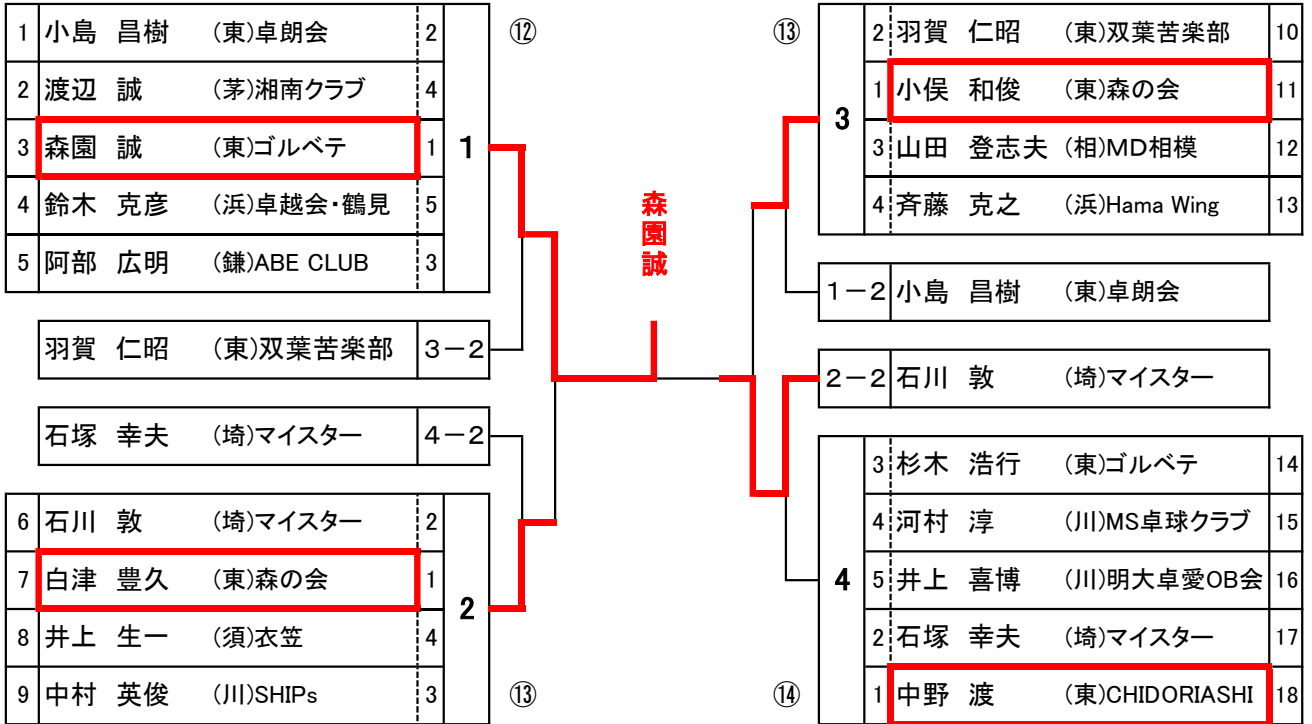 1 小島 昌樹 (東)卓朗会 2
2 渡辺 誠 (茅)湘南クラブ 4
3 森園 誠 (東)ゴルベテ 1
4 鈴木 克彦 (浜)卓越会・鶴見 5
5 阿部 広明 (鎌)ABE CLUB 3
1
⑫
羽賀 仁昭 (東)双葉苦楽部 3-2
石塚 幸夫 (埼)マイスター 4-2
6 石川 敦 (埼)マイスター 2
7 白津 豊久 (東)森の会 1
8 井上 生一 (須)衣笠 4
9 中村 英俊 (川)SHIPs 3
2
⑬
森園誠
⑬
3
2 羽賀 仁昭 (東)双葉苦楽部 10
1 小俣 和俊 (東)森の会 11
3 山田 登志夫 (相)MD相模 12
4 斉藤 克之 (浜)Hama Wing 13
1-2 小島 昌樹 (東)卓朗会
2-2 石川 敦 (埼)マイスター
4
3 杉木 浩行 (東)ゴルベテ 14
4 河村 淳 (川)MS卓球クラブ 15
5 井上 喜博 (川)明大卓愛OB会 16
2 石塚 幸夫 (埼)マイスター 17
1 中野 渡 (東)CHIDORIASHI 18
⑭